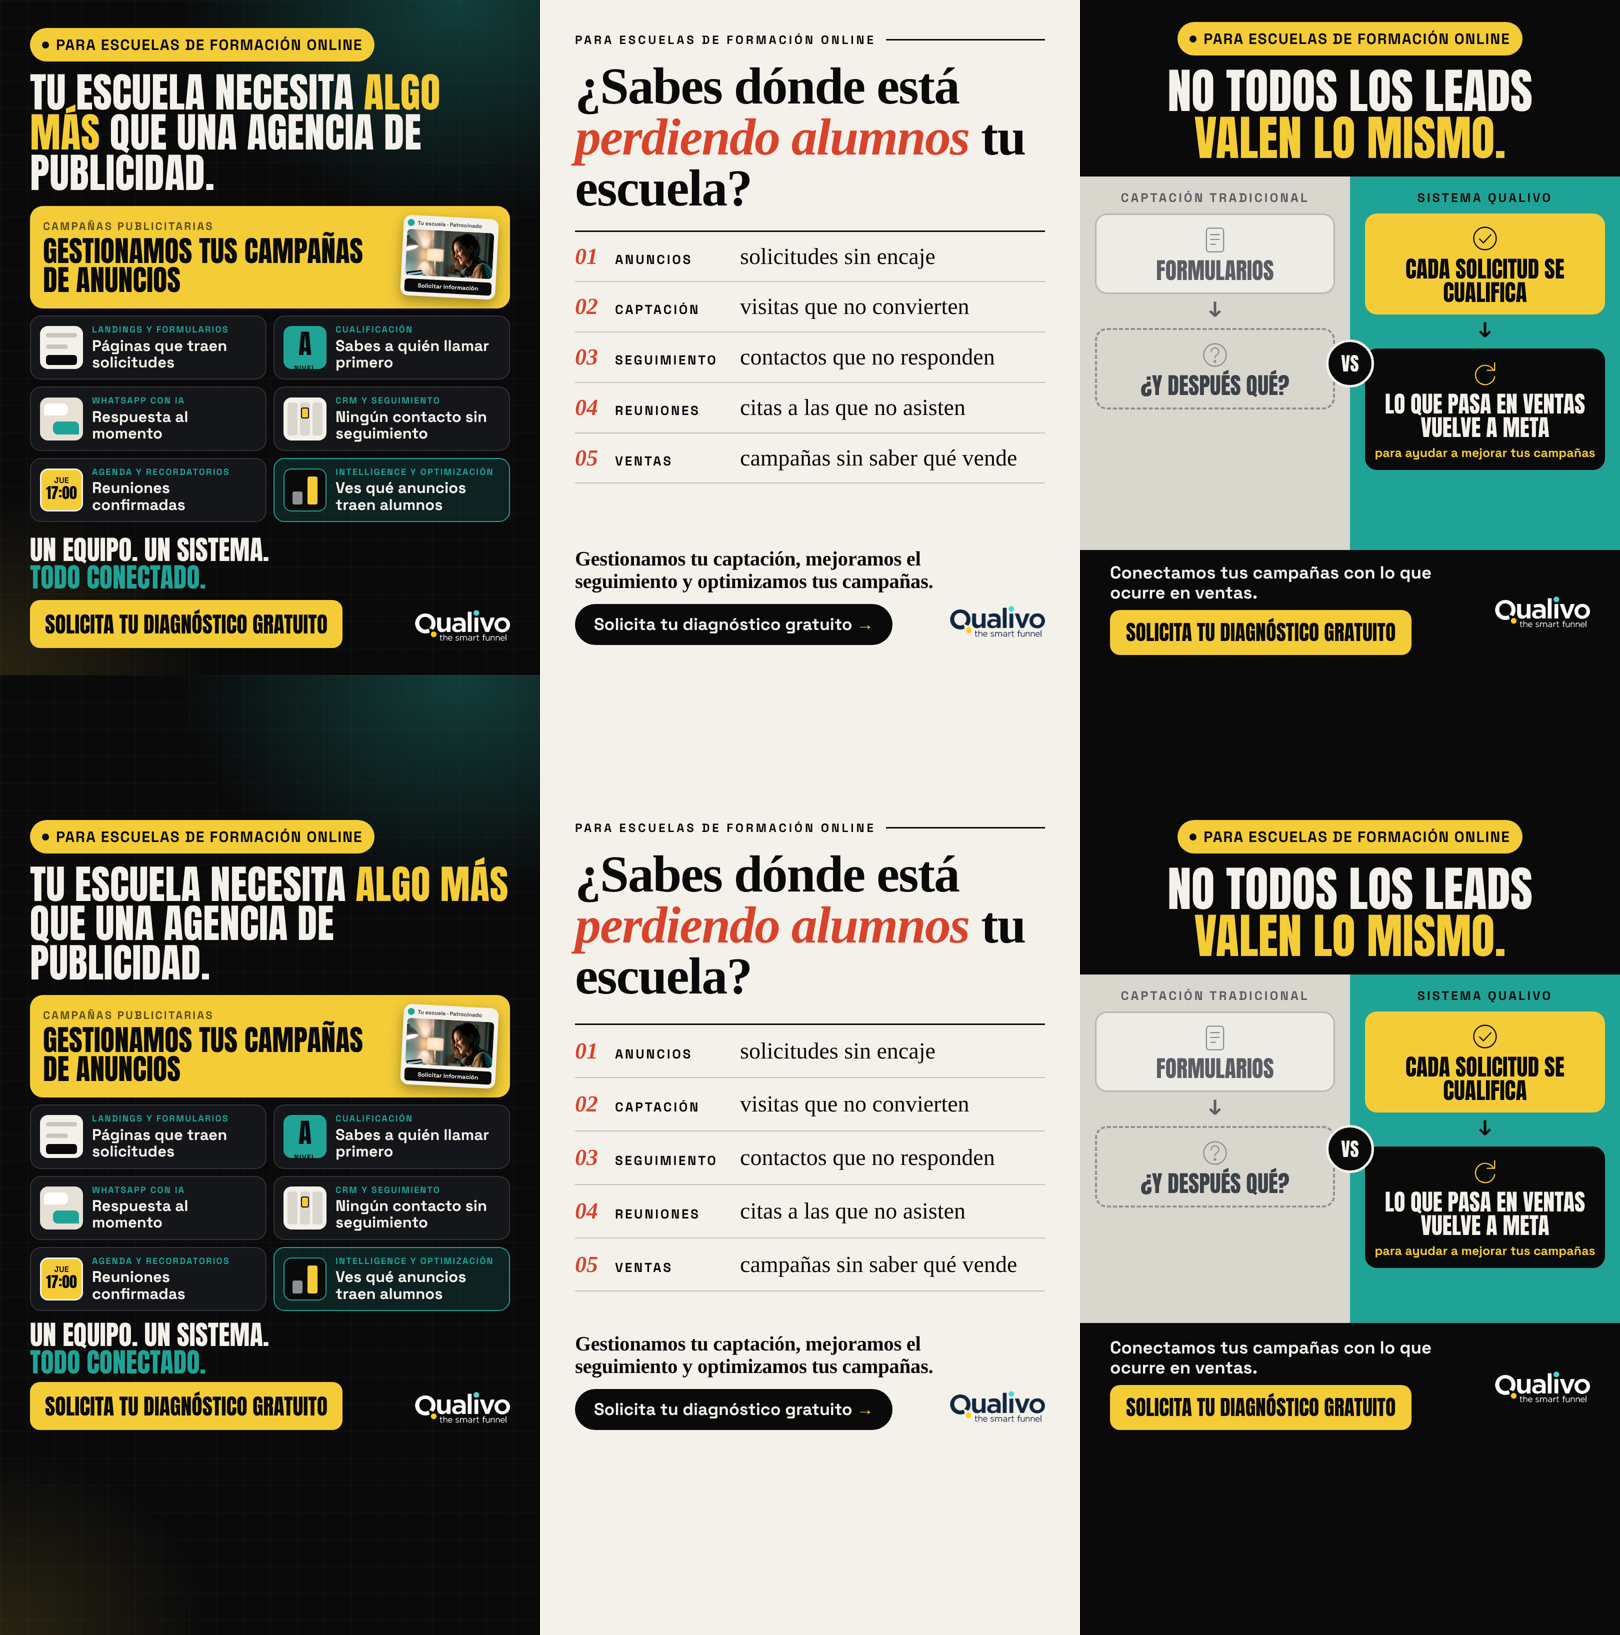 PARA ESCUELAS DE FORMACIÓN ONLINE
TU ESCUELA NECESITA ALGO
MÁS QUE UNA AGENCIA DE
PUBLICIDAD.
CAMPAÑAS PUBLICITARIAS
GESTIONAMOS TUS CAMPAÑAS
DE ANUNCIOS
Tu escuela · Patrocinado
Solicitar información
LANDINGS Y FORMULARIOS
Páginas que traen
solicitudes
A
NIVEL
CUALIFICACIÓN
Sabes a quién llamar
primero
WHATSAPP CON IA
Respuesta al
momento
CRM Y SEGUIMIENTO
Ningún contacto sin
seguimiento
JUE
17:00
AGENDA Y RECORDATORIOS
Reuniones
confirmadas
INTELLIGENCE Y OPTIMIZACIÓN
Ves qué anuncios
traen alumnos
UN EQUIPO. UN SISTEMA.
TODO CONECTADO.
SOLICITA TU DIAGNÓSTICO GRATUITO
Qualivo
the smart funnel
PARA ESCUELAS DE FORMACIÓN ONLINE
¿Sabes dónde está
perdiendo alumnos tu
escuela?
01 ANUNCIOS solicitudes sin encaje
02 CAPTACIÓN visitas que no convierten
03 SEGUIMIENTO contactos que no responden
04 REUNIONES citas a las que no asisten
05 VENTAS campañas sin saber qué vende
Gestionamos tu captación, mejoramos el
seguimiento y optimizamos tus campañas.
Solicita tu diagnóstico gratuito →
Qualivo
the smart funnel
PARA ESCUELAS DE FORMACIÓN ONLINE
NO TODOS LOS LEADS
VALEN LO MISMO.
CAPTACIÓN TRADICIONAL
FORMULARIOS
¿Y DESPUÉS QUÉ?
VS
SISTEMA QUALIVO
CADA SOLICITUD SE
CUALIFICA
LO QUE PASA EN VENTAS
VUELVE A META
para ayudar a mejorar tus campañas
Conectamos tus campañas con lo que
ocurre en ventas.
SOLICITA TU DIAGNÓSTICO GRATUITO
Qualivo
the smart funnel
PARA ESCUELAS DE FORMACIÓN ONLINE
TU ESCUELA NECESITA ALGO MÁS
QUE UNA AGENCIA DE
PUBLICIDAD.
CAMPAÑAS PUBLICITARIAS
GESTIONAMOS TUS CAMPAÑAS
DE ANUNCIOS
Tu escuela · Patrocinado
Solicitar información
LANDINGS Y FORMULARIOS
Páginas que traen
solicitudes
A
NIVEL
CUALIFICACIÓN
Sabes a quién llamar
primero
WHATSAPP CON IA
Respuesta al
momento
CRM Y SEGUIMIENTO
Ningún contacto sin
seguimiento
JUE
17:00
AGENDA Y RECORDATORIOS
Reuniones
confirmadas
INTELLIGENCE Y OPTIMIZACIÓN
Ves qué anuncios
traen alumnos
UN EQUIPO. UN SISTEMA.
TODO CONECTADO.
SOLICITA TU DIAGNÓSTICO GRATUITO
Qualivo
the smart funnel
PARA ESCUELAS DE FORMACIÓN ONLINE
¿Sabes dónde está
perdiendo alumnos tu
escuela?
01 ANUNCIOS solicitudes sin encaje
02 CAPTACIÓN visitas que no convierten
03 SEGUIMIENTO contactos que no responden
04 REUNIONES citas a las que no asisten
05 VENTAS campañas sin saber qué vende
Gestionamos tu captación, mejoramos el
seguimiento y optimizamos tus campañas.
Solicita tu diagnóstico gratuito →
Qualivo
the smart funnel
PARA ESCUELAS DE FORMACIÓN ONLINE
NO TODOS LOS LEADS
VALEN LO MISMO.
CAPTACIÓN TRADICIONAL
FORMULARIOS
¿Y DESPUÉS QUÉ?
VS
SISTEMA QUALIVO
CADA SOLICITUD SE
CUALIFICA
LO QUE PASA EN VENTAS
VUELVE A META
para ayudar a mejorar tus campañas
Conectamos tus campañas con lo que
ocurre en ventas.
SOLICITA TU DIAGNÓSTICO GRATUITO
Qualivo
the smart funnel